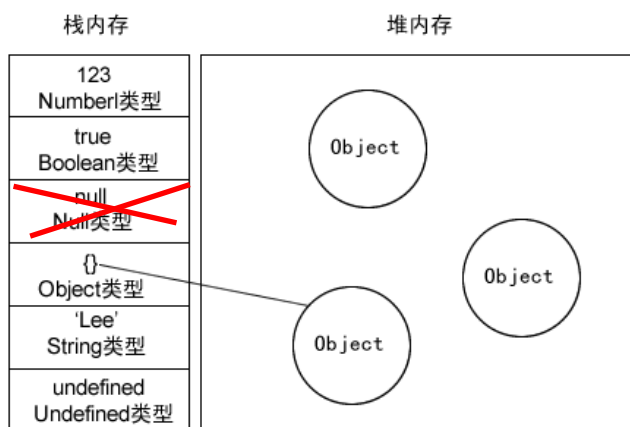 栈内存
堆内存
123
Numberl类型
true
Boolean类型
null
Null类型
{}
Object类型
‘Lee’
String类型
undefined
Undefined类型
Object
Object
Object